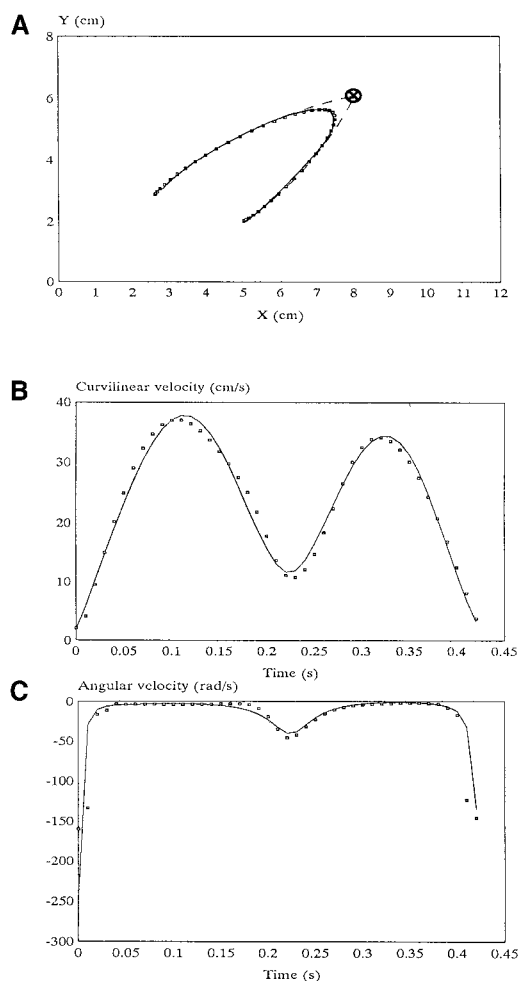 A
Y (cm)
8
6
4
2
0
0 1 2 3 4 5 6 7 8 9 10 11 12
X (cm)
B
Curvilinear velocity (cm/s)
40
30
20
10
0
0 0.05 0.1 0.15 0.2 0.25 0.3 0.35 0.4 0.45
Time (s)
C
Angular velocity (rad/s)
0
-50
-100
-150
-200
-250
-300
0 0.05 0.1 0.15 0.2 0.25 0.3 0.35 0.4 0.45
Time (s)